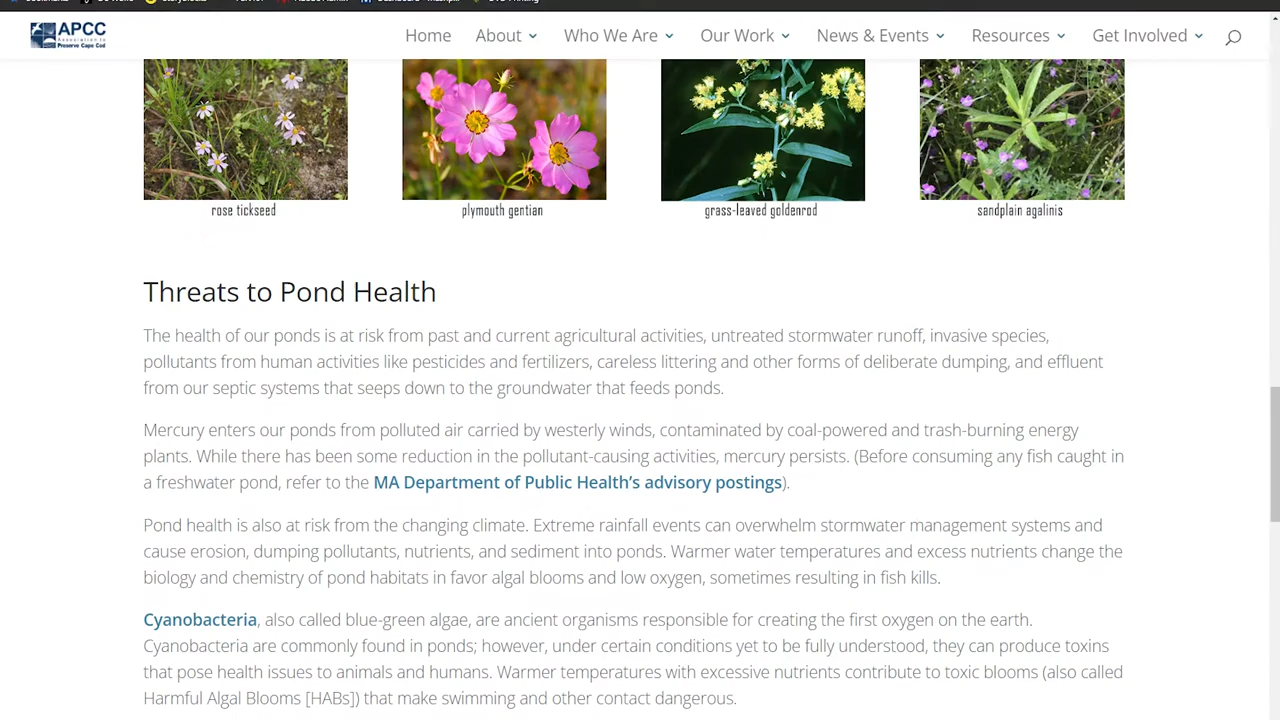 APCC
Association to
Preserve Cape Cod
Home
About
Who We Are
Our Work
News & Events
Resources
Get Involved
rose tickseed
plymouth gentian
grass-leaved goldenrod
sandplain agalinis
Threats to Pond Health
The health of our ponds is at risk from past and current agricultural activities, untreated stormwater runoff, invasive species,
pollutants from human activities like pesticides and fertilizers, careless littering and other forms of deliberate dumping, and effluent
from our septic systems that seeps down to the groundwater that feeds ponds.
Mercury enters our ponds from polluted air carried by westerly winds, contaminated by coal-powered and trash-burning energy
plants. While there has been some reduction in the pollutant-causing activities, mercury persists. (Before consuming any fish caught in
a freshwater pond, refer to the MA Department of Public Health’s advisory postings).
Pond health is also at risk from the changing climate. Extreme rainfall events can overwhelm stormwater management systems and
cause erosion, dumping pollutants, nutrients, and sediment into ponds. Warmer water temperatures and excess nutrients change the
biology and chemistry of pond habitats in favor algal blooms and low oxygen, sometimes resulting in fish kills.
Cyanobacteria, also called blue-green algae, are ancient organisms responsible for creating the first oxygen on the earth.
Cyanobacteria are commonly found in ponds; however, under certain conditions yet to be fully understood, they can produce toxins
that pose health issues to animals and humans. Warmer temperatures with excessive nutrients contribute to toxic blooms (also called
Harmful Algal Blooms [HABs]) that make swimming and other contact dangerous.